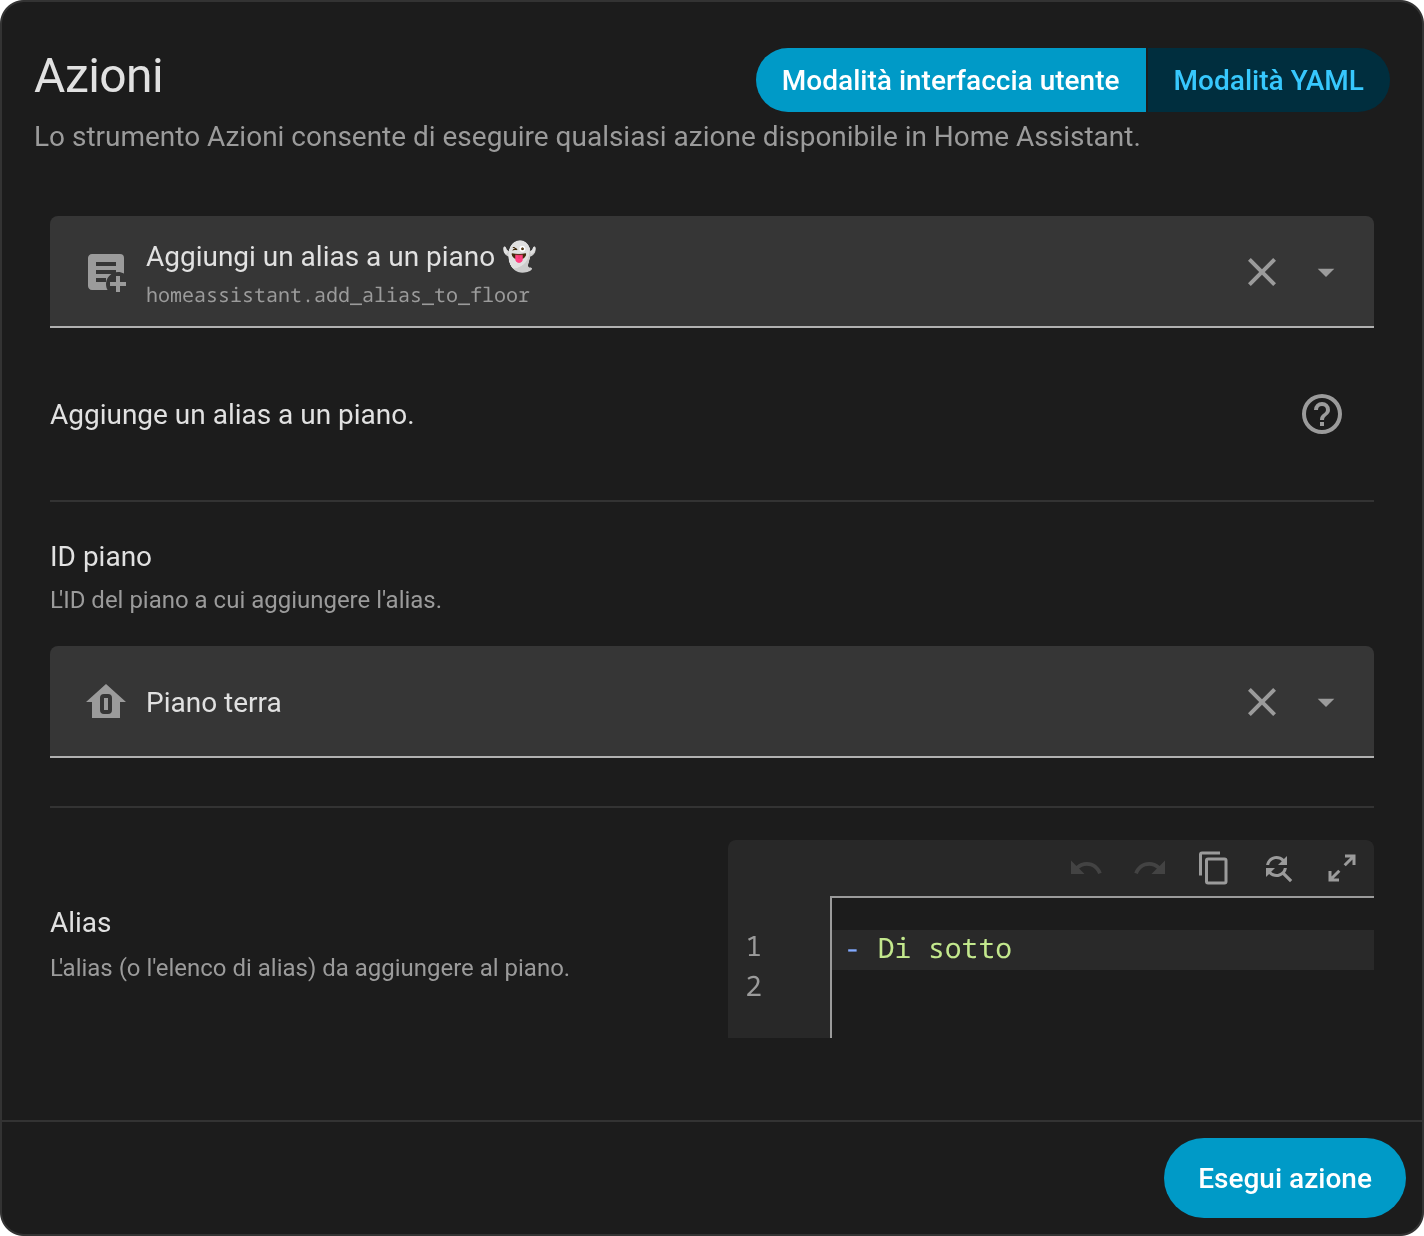 Azioni
Modalità interfaccia utente
Modalità YAML
Lo strumento Azioni consente di eseguire qualsiasi azione disponibile in Home Assistant.
Aggiungi un alias a un piano 👻
homeassistant.add_alias_to_floor
Aggiunge un alias a un piano.
ID piano
L'ID del piano a cui aggiungere l'alias.
Piano terra
Alias
L'alias (o l'elenco di alias) da aggiungere al piano.
1 - Di sotto
2
Esegui azione